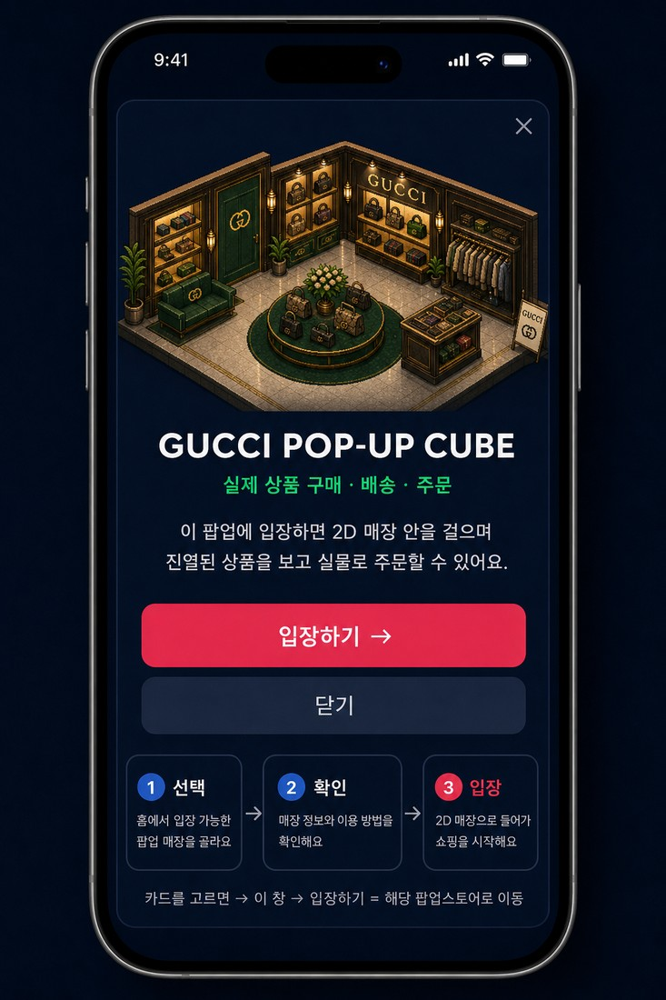 9:41
GUCCI
GUCCI
GUCCI POP-UP CUBE
실제 상품 구매 · 배송 · 주문
이 팝업에 입장하면 2D 매장 안을 걸으며
진열된 상품을 보고 실물로 주문할 수 있어요.
입장하기 →
닫기
1 선택
홈에서 입장 가능한
팝업 매장을 골라요
→
2 확인
매장 정보와 이용 방법을
확인해요
→
3 입장
2D 매장으로 들어가
쇼핑을 시작해요
카드를 고르면 → 이 창 → 입장하기 = 해당 팝업스토어로 이동